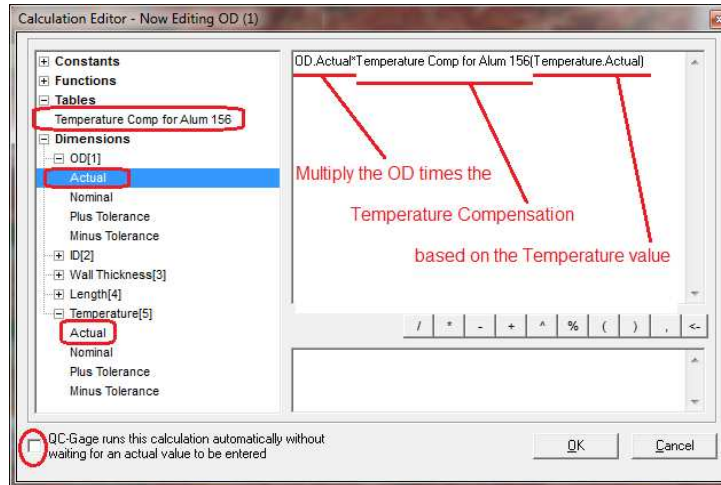 Calculation Editor - Now Editing OD (1)
Constants
Functions
Tables
Temperature Comp for Alum 156
Dimensions
OD[1]
Actual
Nominal
Plus Tolerance
Minus Tolerance
ID[2]
Wall Thickness[3]
Length[4]
Temperature[5]
Actual
Nominal
Plus Tolerance
Minus Tolerance
OD.Actual*Temperature Comp for Alum 156(Temperature.Actual)
Multiply the OD times the
Temperature Compensation
based on the Temperature value
/ * - + ^ % ( ) , <-
QC-Gage runs this calculation automatically without
waiting for an actual value to be entered
OK
Cancel